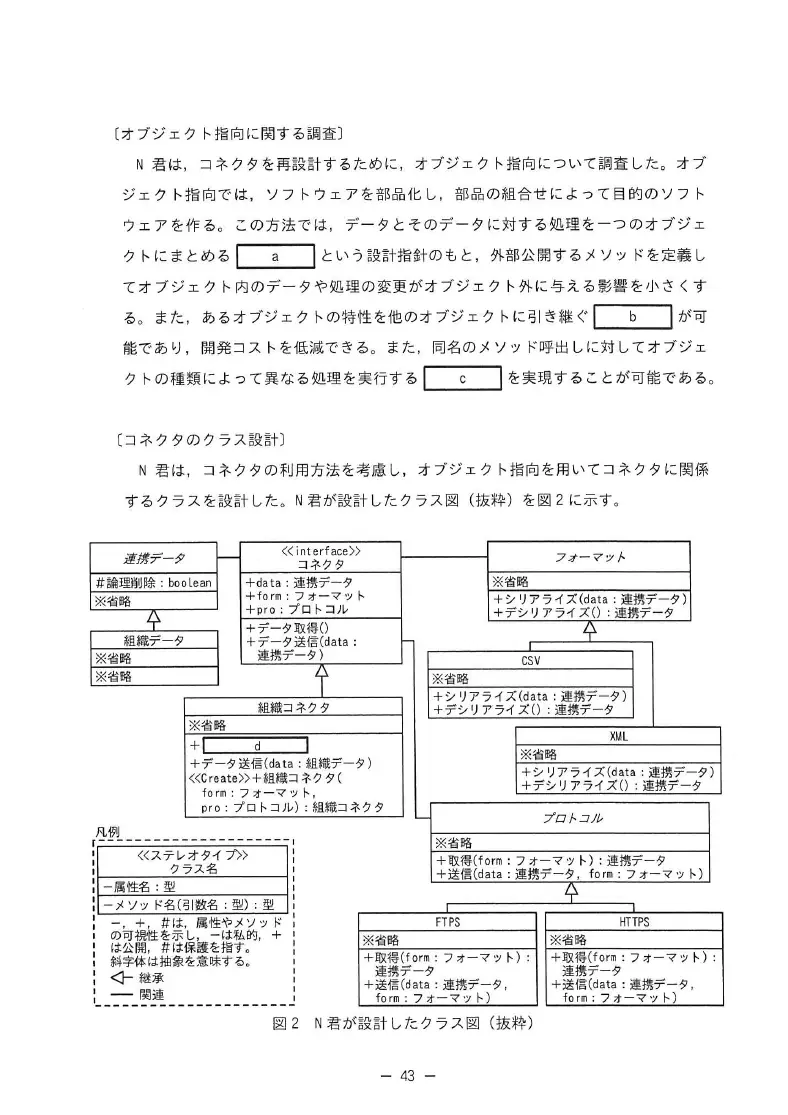 〔オブジェクト指向に関する調査〕
N 君は，コネクタを再設計するために，オブジェクト指向について調査した。オブ
ジェクト指向では，ソフトウェアを部品化し，部品の組合せによって目的のソフト
ウェアを作る。この方法では，データとそのデータに対する処理を一つのオブジェ
クトにまとめる a という設計指針のもと，外部公開するメソッドを定義し
てオブジェクト内のデータや処理の変更がオブジェクト外に与える影響を小さくす
る。また，あるオブジェクトの特性を他のオブジェクトに引き継ぐ b が可
能であり，開発コストを低減できる。また，同名のメソッド呼出しに対してオブジェ
クトの種類によって異なる処理を実行する c を実現することが可能である。
〔コネクタのクラス設計〕
N 君は，コネクタの利用方法を考慮し，オブジェクト指向を用いてコネクタに関係
するクラスを設計した。N 君が設計したクラス図（抜粋）を図 2 に示す。
連携データ
#論理削除：boolean
※省略
組織データ
※省略
※省略
≪interface≫
コネクタ
+data：連携データ
+form：フォーマット
+pro：プロトコル
+データ取得()
+データ送信(data：
連携データ)
フォーマット
※省略
+シリアライズ(data：連携データ)
+デシリアライズ()：連携データ
CSV
※省略
+シリアライズ(data：連携データ)
+デシリアライズ()：連携データ
組織コネクタ
※省略
+ d
+データ送信(data：組織データ)
≪Create≫+組織コネクタ(
form：フォーマット，
pro：プロトコル)：組織コネクタ
XML
※省略
+シリアライズ(data：連携データ)
+デシリアライズ()：連携データ
プロトコル
※省略
+取得(form：フォーマット)：連携データ
+送信(data：連携データ，form：フォーマット)
凡例
≪ステレオタイプ≫
クラス名
−属性名：型
−メソッド名(引数名：型)：型
−，+，#は，属性やメソッド
の可視性を示し，−は私的，+
は公開，#は保護を指す。
斜字体は抽象を意味する。
継承
関連
FTPS
※省略
+取得(form：フォーマット)：
連携データ
+送信(data：連携データ，
form：フォーマット)
HTTPS
※省略
+取得(form：フォーマット)：
連携データ
+送信(data：連携データ，
form：フォーマット)
図 2 N 君が設計したクラス図（抜粋）
− 43 −